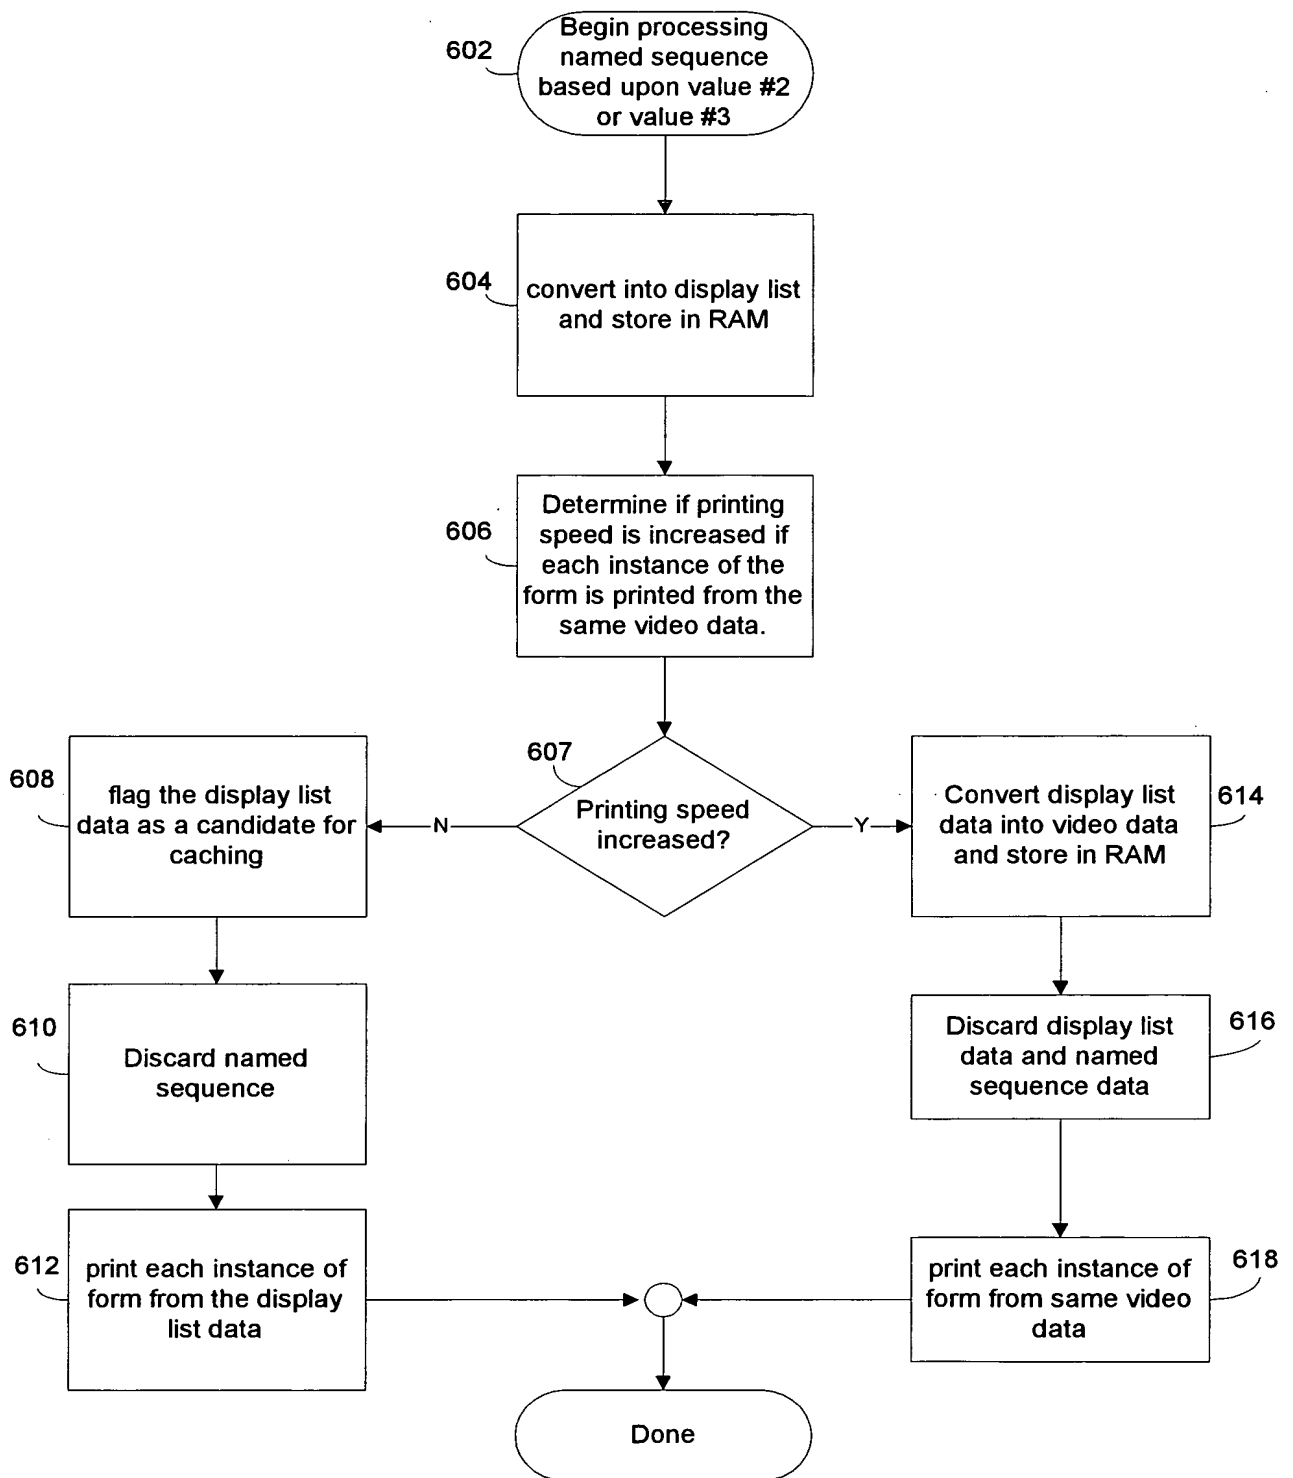 Begin processing
named sequence
based upon value #2
or value #3
602
604
convert into display list
and store in RAM
606
Determine if printing
speed is increased if
each instance of the
form is printed from the
same video data.
607
Printing speed
increased?
N
Y
608
flag the display list
data as a candidate for
caching
614
Convert display list
data into video data
and store in RAM
610
Discard named
sequence
616
Discard display list
data and named
sequence data
612
print each instance of
form from the display
list data
618
print each instance of
form from same video
data
Done